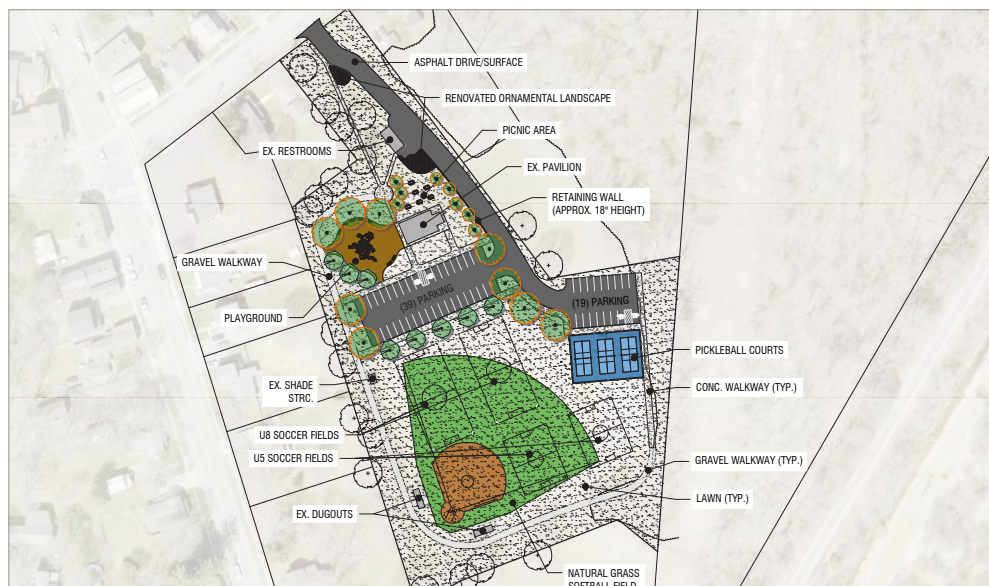 ASPHALT DRIVE/SURFACE
RENOVATED ORNAMENTAL LANDSCAPE
PICNIC AREA
EX. RESTROOMS
EX. PAVILION
RETAINING WALL
(APPROX. 18" HEIGHT)
GRAVEL WALKWAY
(39) PARKING
(19) PARKING
PLAYGROUND
PICKLEBALL COURTS
EX. SHADE
STRC.
CONC. WALKWAY (TYP.)
U8 SOCCER FIELDS
U5 SOCCER FIELDS
GRAVEL WALKWAY (TYP.)
LAWN (TYP.)
EX. DUGOUTS
NATURAL GRASS
SOFTBALL FIELD